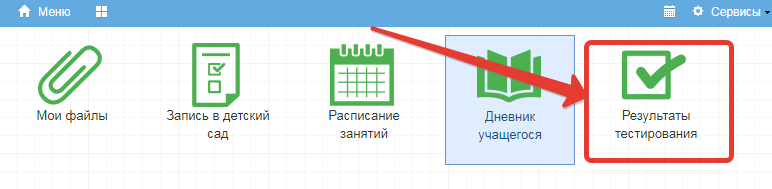 Меню
Сервисы
Мои файлы
Запись в детский
сад
Расписание
занятий
Дневник
учащегося
Результаты
тестирования